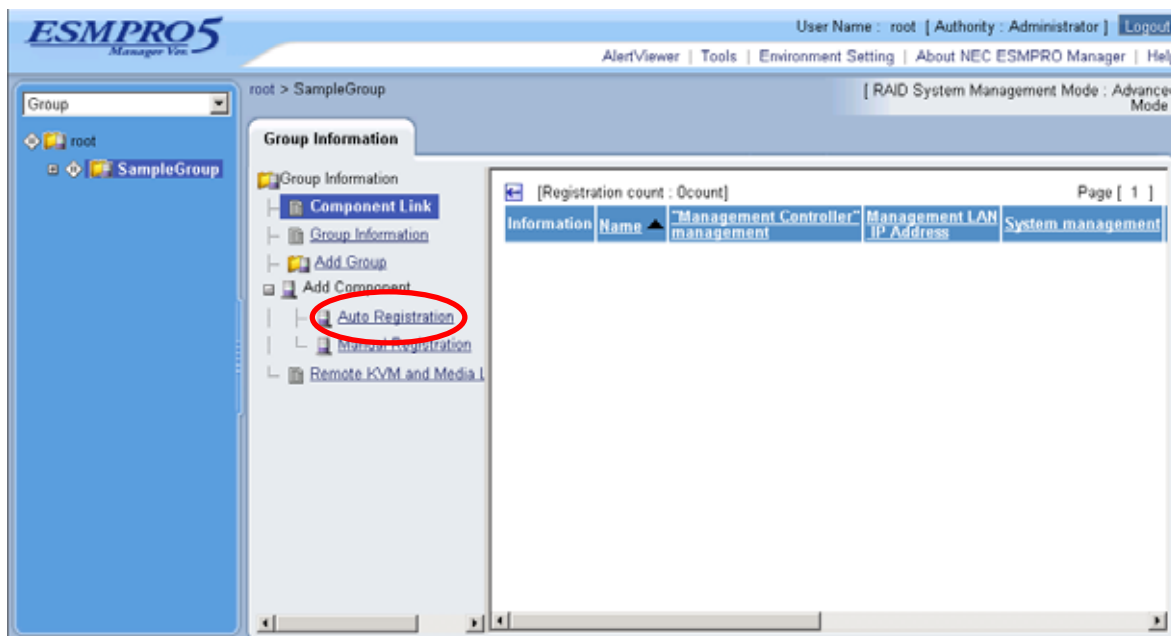 ESMPRO5
Manager Ver.
User Name : root [ Authority : Administrator ] Logout
AlertViewer | Tools | Environment Setting | About NEC ESMPRO Manager | Hel
Group
root > SampleGroup
[ RAID System Management Mode : Advance
Mode
root
SampleGroup
Group Information
Group Information
Component Link
Group Information
Add Group
Add Component
Auto Registration
Manual Registration
Remote KVM and Media L
[Registration count : 0count]
Page [ 1 ]
Information Name "Management Controller" management Management LAN IP Address System management